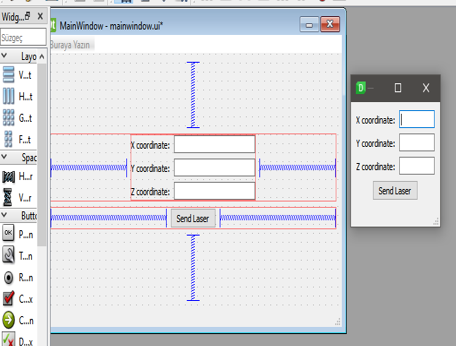 Widg...
MainWindow - mainwindow.ui*
Süzgeç
Buraya Yazın
Layo
V...t
H...t
G...t
F...t
Spac
H...r
V...r
Butto
P...n
T...n
R...n
C...x
C...n
D...x
X coordinate:
Y coordinate:
Z coordinate:
Send Laser
D ...
X coordinate:
Y coordinate:
Z coordinate:
Send Laser